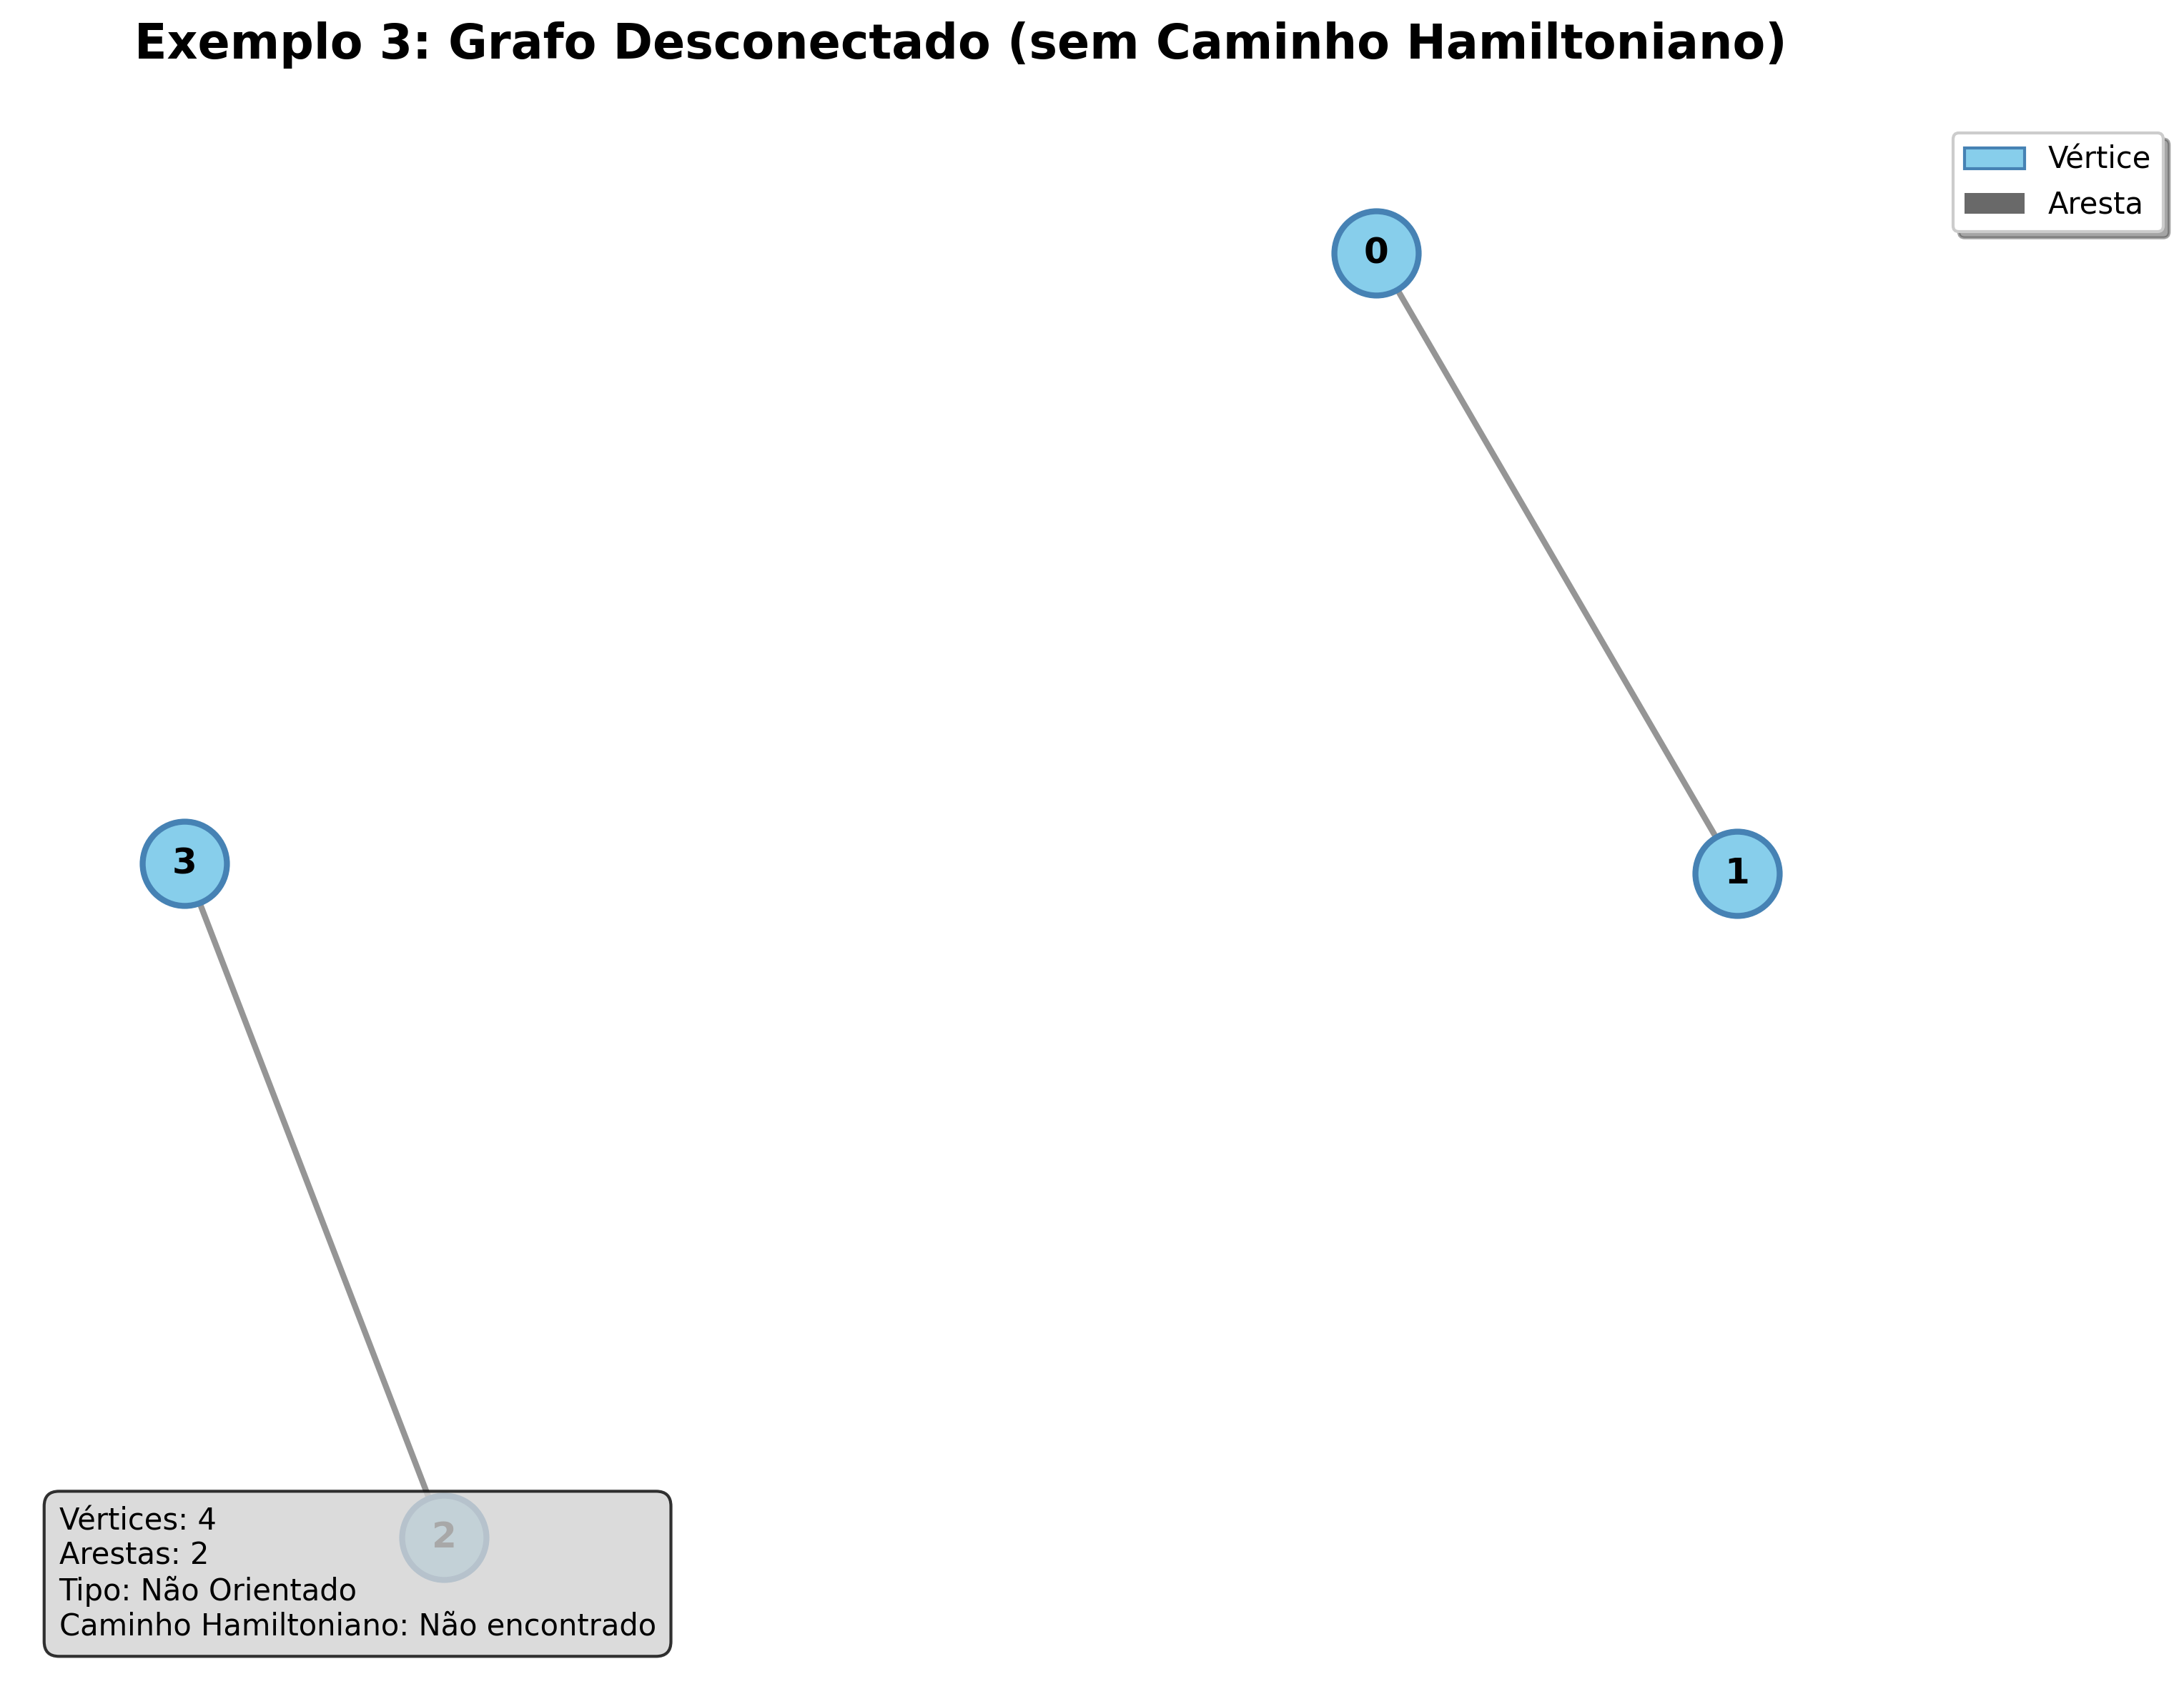 Exemplo 3: Grafo Desconectado (sem Caminho Hamiltoniano)
Vértice
Aresta
0
3
1
2
Vértices: 4
Arestas: 2
Tipo: Não Orientado
Caminho Hamiltoniano: Não encontrado